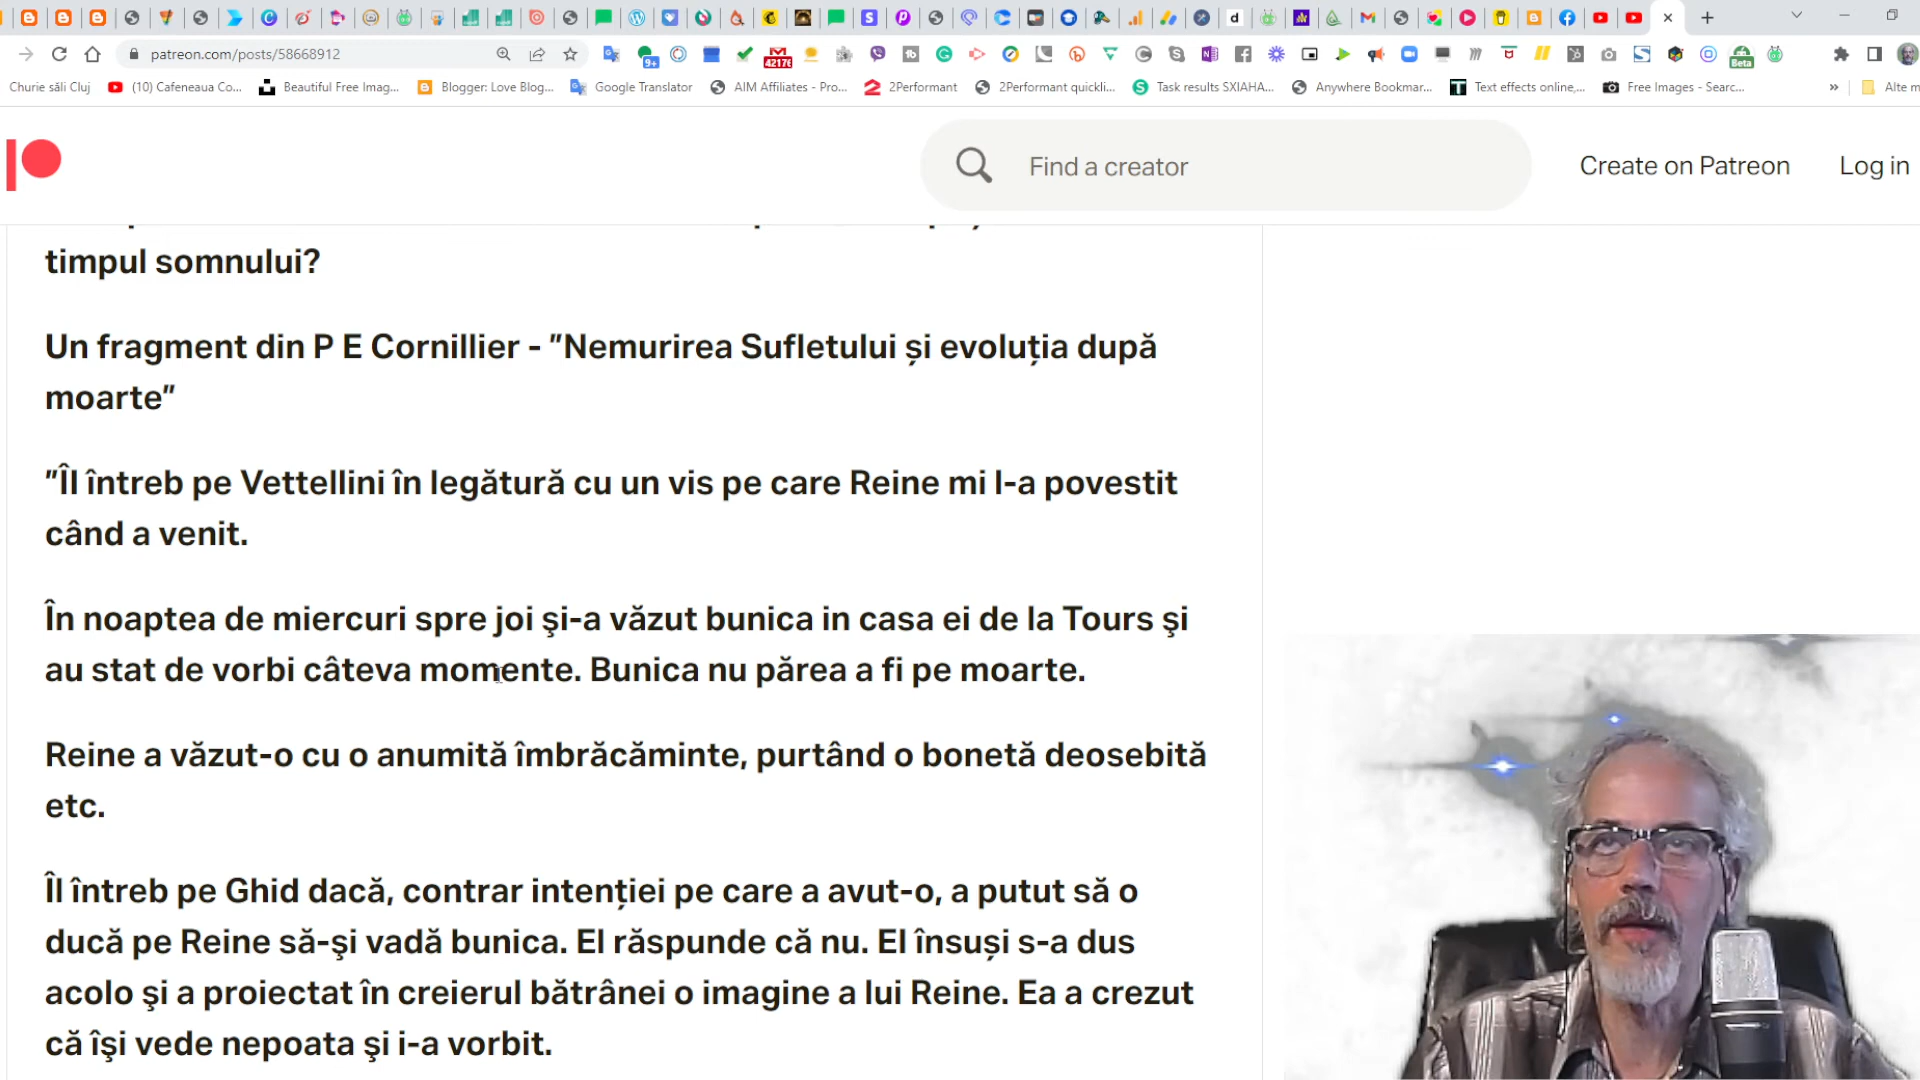 patreon.com/posts/58668912
9+
42176
Beta
Churie săli Cluj
(10) Cafeneaua Co...
Beautiful Free Imag...
Blogger: Love Blog...
Google Translator
AIM Affiliates - Pro...
2Performant
2Performant quickli...
Task results SXIAHA...
Anywhere Bookmar...
Text effects online,...
Free Images - Searc...
»
Alte m
Find a creator
Create on Patreon
Log in
timpul somnului?
Un fragment din P E Cornillier - ”Nemurirea Sufletului și evoluția după
moarte”
”Îl întreb pe Vettellini în legătură cu un vis pe care Reine mi l-a povestit
când a venit.
În noaptea de miercuri spre joi şi-a văzut bunica in casa ei de la Tours şi
au stat de vorbi câteva momente. Bunica nu părea a fi pe moarte.
Reine a văzut-o cu o anumită îmbrăcăminte, purtând o bonetă deosebită
etc.
Îl întreb pe Ghid dacă, contrar intenției pe care a avut-o, a putut să o
ducă pe Reine să-şi vadă bunica. El răspunde că nu. El însuși s-a dus
acolo şi a proiectat în creierul bătrânei o imagine a lui Reine. Ea a crezut
că îşi vede nepoata şi i-a vorbit.